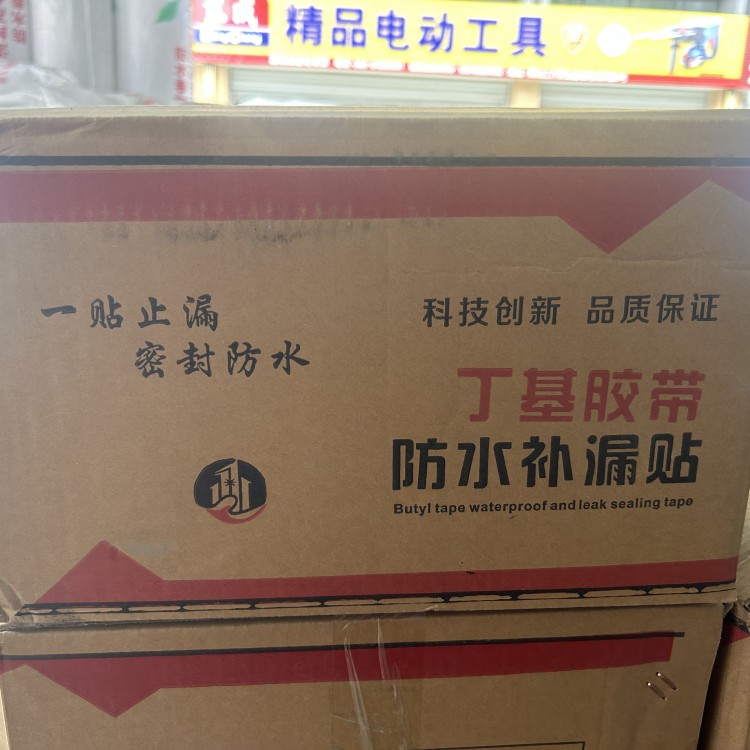 精品电动工具
一贴止漏
密封防水
科技创新 品质保证
丁基胶带
防水补漏贴
Butyl tape waterproof and leak sealing tape